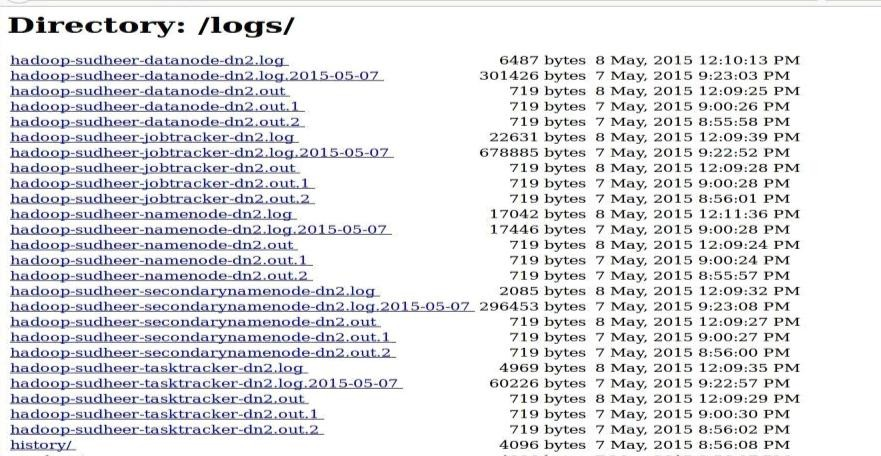 Directory: /logs/
hadoop-sudheer-datanode-dn2.log 6487 bytes 8 May, 2015 12:10:13 PM
hadoop-sudheer-datanode-dn2.log.2015-05-07 301426 bytes 7 May, 2015 9:23:03 PM
hadoop-sudheer-datanode-dn2.out 719 bytes 8 May, 2015 12:09:25 PM
hadoop-sudheer-datanode-dn2.out.1 719 bytes 7 May, 2015 9:00:26 PM
hadoop-sudheer-datanode-dn2.out.2 719 bytes 7 May, 2015 8:55:58 PM
hadoop-sudheer-jobtracker-dn2.log 22631 bytes 8 May, 2015 12:09:39 PM
hadoop-sudheer-jobtracker-dn2.log.2015-05-07 678885 bytes 7 May, 2015 9:22:52 PM
hadoop-sudheer-jobtracker-dn2.out 719 bytes 8 May, 2015 12:09:28 PM
hadoop-sudheer-jobtracker-dn2.out.1 719 bytes 7 May, 2015 9:00:28 PM
hadoop-sudheer-jobtracker-dn2.out.2 719 bytes 7 May, 2015 8:56:01 PM
hadoop-sudheer-namenode-dn2.log 17042 bytes 8 May, 2015 12:11:36 PM
hadoop-sudheer-namenode-dn2.log.2015-05-07 17446 bytes 7 May, 2015 9:00:28 PM
hadoop-sudheer-namenode-dn2.out 719 bytes 8 May, 2015 12:09:24 PM
hadoop-sudheer-namenode-dn2.out.1 719 bytes 7 May, 2015 9:00:24 PM
hadoop-sudheer-namenode-dn2.out.2 719 bytes 7 May, 2015 8:55:57 PM
hadoop-sudheer-secondarynamenode-dn2.log 2085 bytes 8 May, 2015 12:09:32 PM
hadoop-sudheer-secondarynamenode-dn2.log.2015-05-07 296453 bytes 7 May, 2015 9:23:08 PM
hadoop-sudheer-secondarynamenode-dn2.out 719 bytes 8 May, 2015 12:09:27 PM
hadoop-sudheer-secondarynamenode-dn2.out.1 719 bytes 7 May, 2015 9:00:27 PM
hadoop-sudheer-secondarynamenode-dn2.out.2 719 bytes 7 May, 2015 8:56:00 PM
hadoop-sudheer-tasktracker-dn2.log 4969 bytes 8 May, 2015 12:09:35 PM
hadoop-sudheer-tasktracker-dn2.log.2015-05-07 60226 bytes 7 May, 2015 9:22:57 PM
hadoop-sudheer-tasktracker-dn2.out 719 bytes 8 May, 2015 12:09:29 PM
hadoop-sudheer-tasktracker-dn2.out.1 719 bytes 7 May, 2015 9:00:30 PM
hadoop-sudheer-tasktracker-dn2.out.2 719 bytes 7 May, 2015 8:56:02 PM
history/ 4096 bytes 7 May, 2015 8:56:08 PM